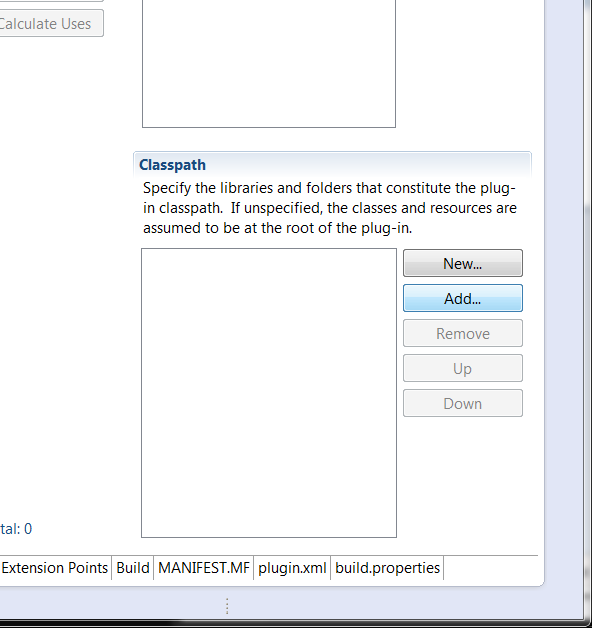 Calculate Uses
Classpath
Specify the libraries and folders that constitute the plug-
in classpath.  If unspecified, the classes and resources are
assumed to be at the root of the plug-in.
New...
Add...
Remove
Up
Down
tal: 0
Extension Points
Build
MANIFEST.MF
plugin.xml
build.properties